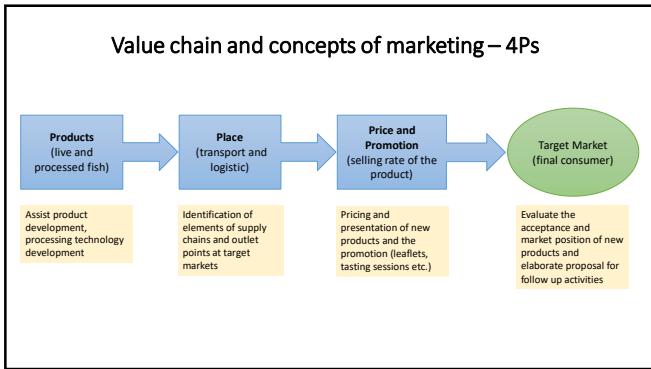 Value chain and concepts of marketing – 4Ps
Products
(live and
processed fish)
Place
(transport and
logistic)
Price and
Promotion
(selling rate of the
product)
Target Market
(final consumer)
Assist product
development,
processing technology
development
Identification of
elements of supply
chains and outlet
points at target
markets
Pricing and
presentation of new
products and the
promotion (leaflets,
tasting sessions etc.)
Evaluate the
acceptance and
market position of new
products and
elaborate proposal for
follow up activities